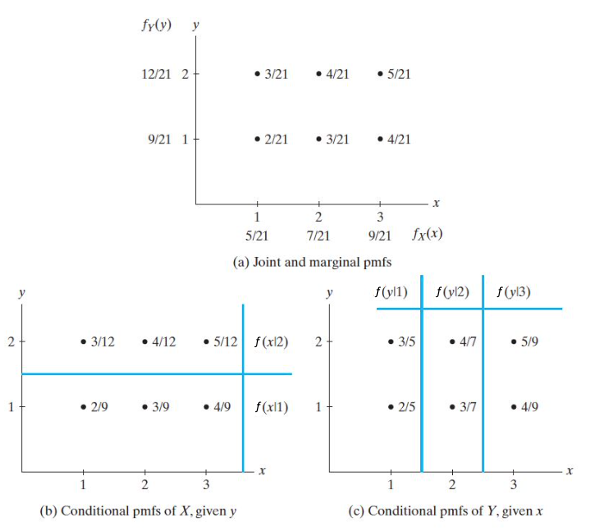 f_Y(y) y
12/21 2 • 3/21 • 4/21 • 5/21
9/21 1 • 2/21 • 3/21 • 4/21
x
1 2 3
5/21 7/21 9/21 f_X(x)
(a) Joint and marginal pmfs
y
2 • 3/12 • 4/12 • 5/12 f(x|2)
1 • 2/9 • 3/9 • 4/9 f(x|1)
x
1 2 3
(b) Conditional pmfs of X, given y
y f(y|1) f(y|2) f(y|3)
2 • 3/5 • 4/7 • 5/9
1 • 2/5 • 3/7 • 4/9
x
1 2 3
(c) Conditional pmfs of Y, given x